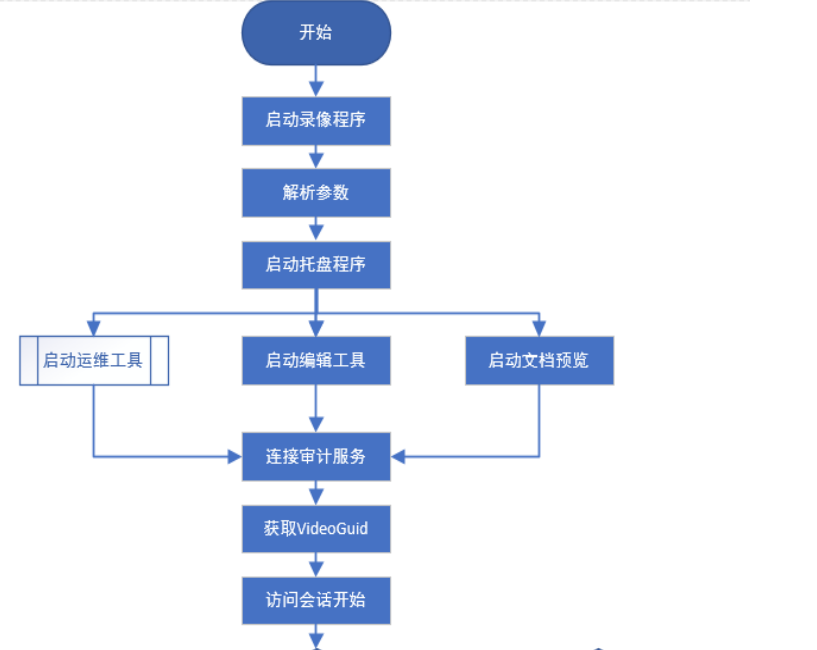 开始
启动录像程序
解析参数
启动托盘程序
启动运维工具
启动编辑工具
启动文档预览
连接审计服务
获取VideoGuid
访问会话开始